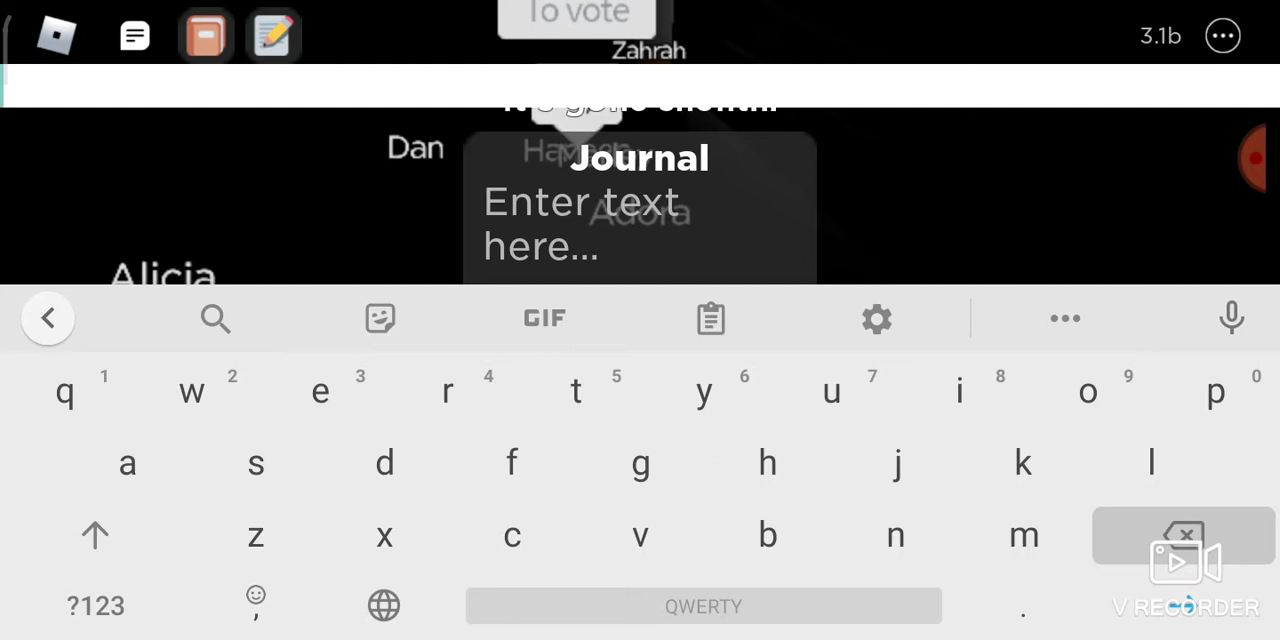 To vote
3.1b
Zahrah
Dan
Journal
Enter text
here...
Adora
Alicia
GIF
q 1 w 2 e 3 r 4 t 5 y 6 u 7 i 8 o 9 p 0
a s d f g h j k l
z x c v b n m
?123 , QWERTY .
V RECORDER